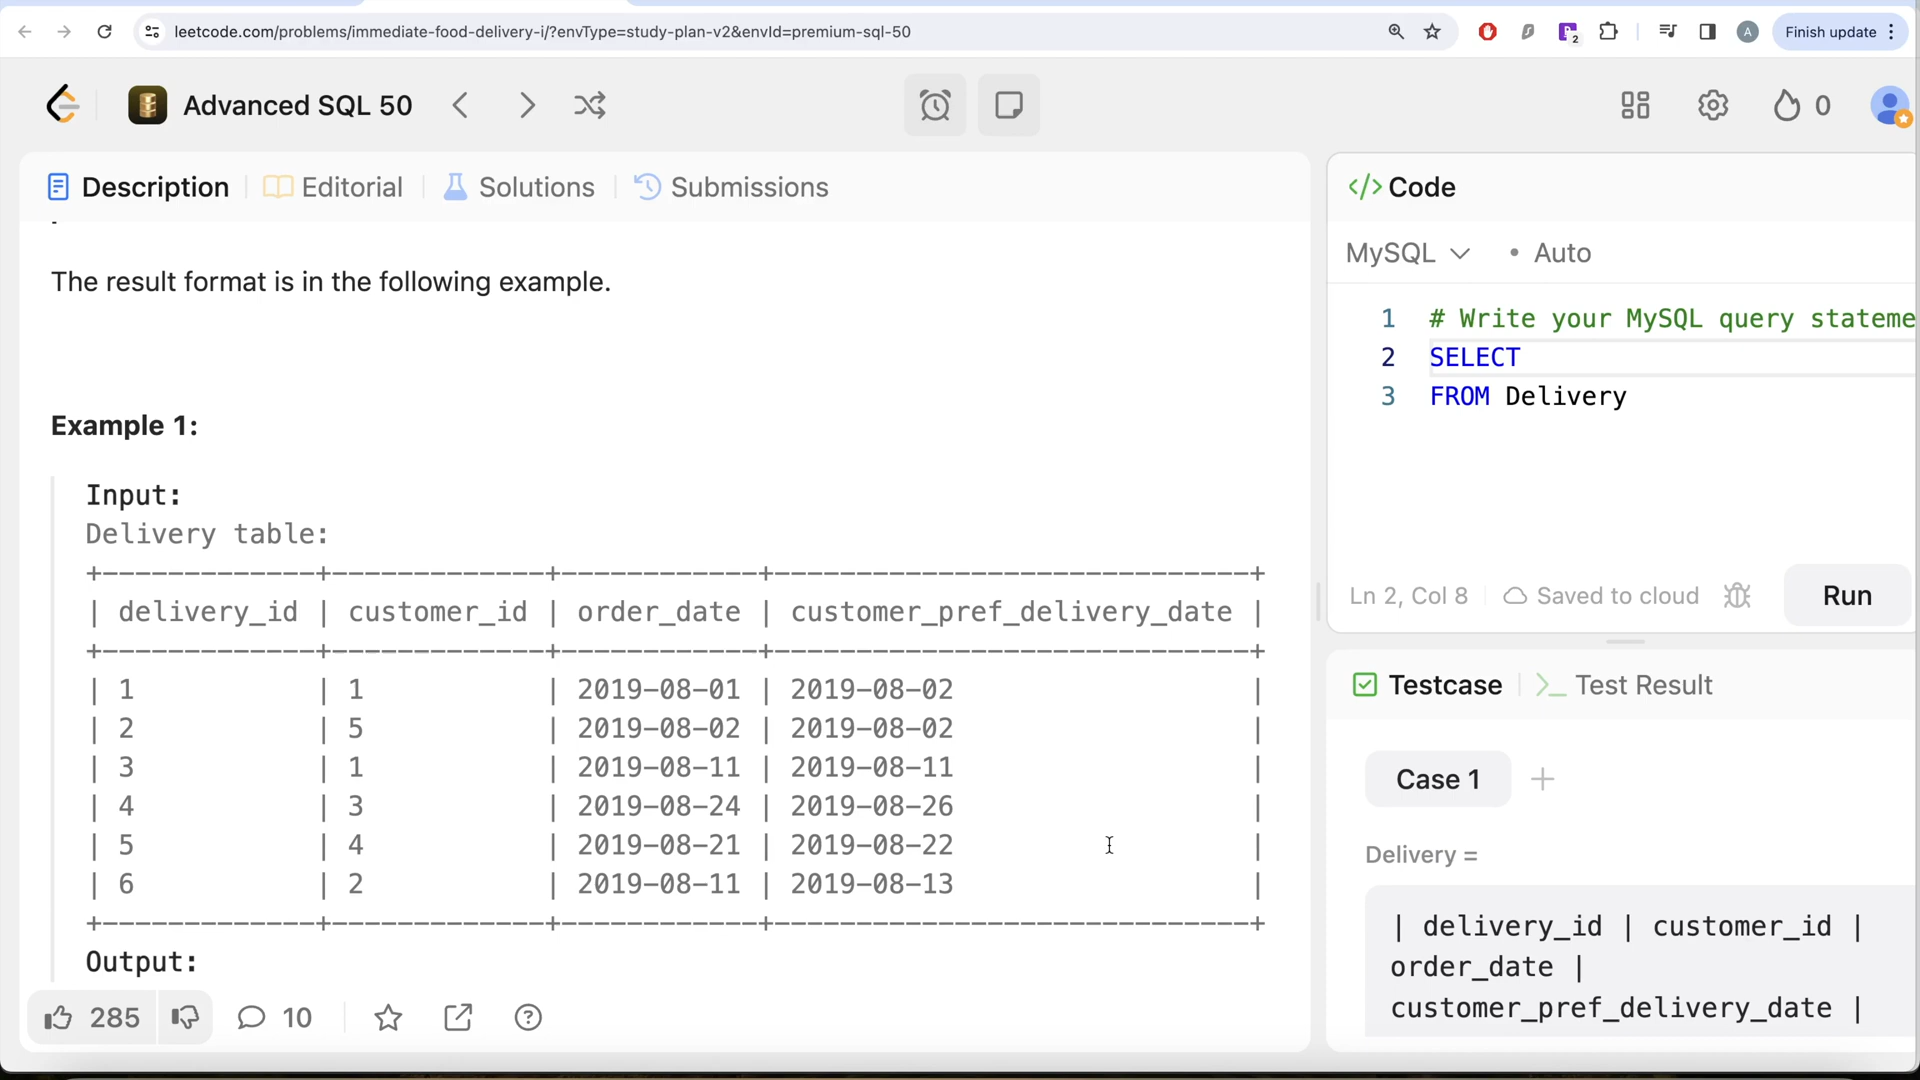 leetcode.com/problems/immediate-food-delivery-i/?envType=study-plan-v2&envId=premium-sql-50
2
A
Finish update
Advanced SQL 50
0
Description
Editorial
Solutions
Submissions
The result format is in the following example.
Example 1:
Input:
Delivery table:
+-------------+-------------+------------+-----------------------------+
| delivery_id | customer_id | order_date | customer_pref_delivery_date |
+-------------+-------------+------------+-----------------------------+
| 1 | 1 | 2019-08-01 | 2019-08-02 |
| 2 | 5 | 2019-08-02 | 2019-08-02 |
| 3 | 1 | 2019-08-11 | 2019-08-11 |
| 4 | 3 | 2019-08-24 | 2019-08-26 |
| 5 | 4 | 2019-08-21 | 2019-08-22 |
| 6 | 2 | 2019-08-11 | 2019-08-13 |
+-------------+-------------+------------+-----------------------------+
Output:
285
10
</> Code
MySQL • Auto
1 # Write your MySQL query stateme
2 SELECT
3 FROM Delivery
Ln 2, Col 8
Saved to cloud
Run
Testcase
Test Result
Case 1
Delivery =
| delivery_id | customer_id |
order_date |
customer_pref_delivery_date |